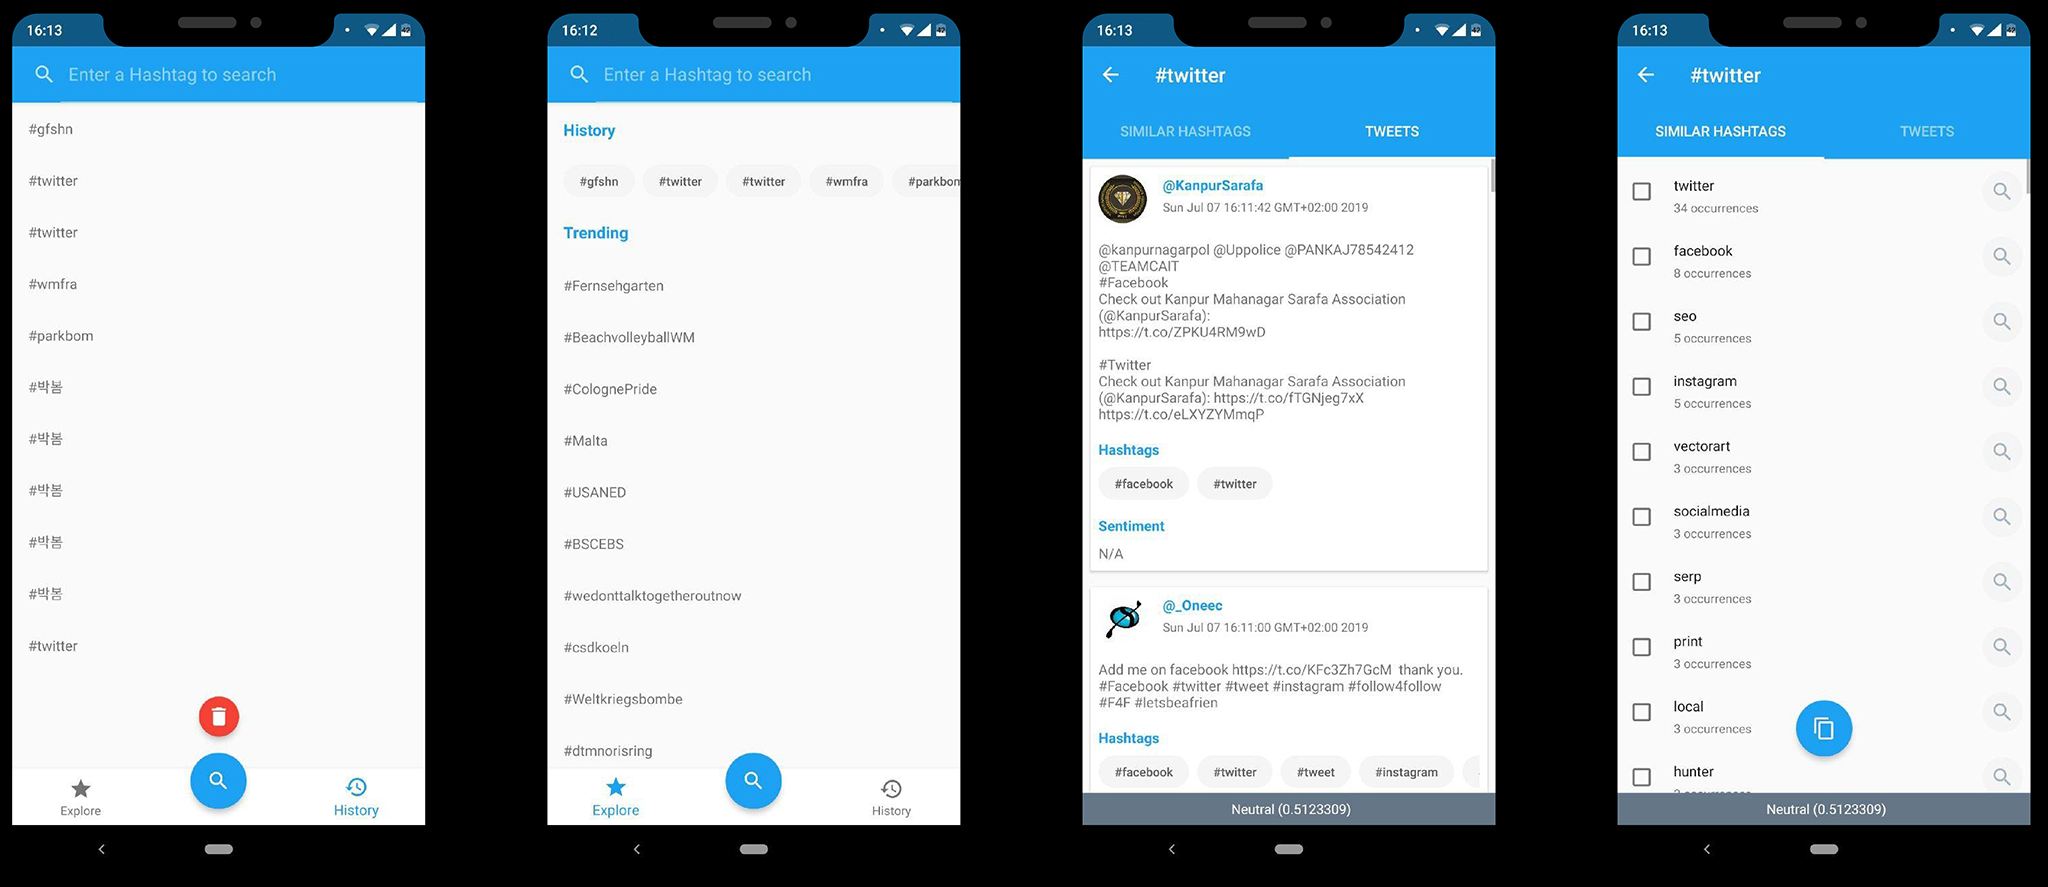 16:13
Enter a Hashtag to search
#gfshn
#twitter
#twitter
#wmfra
#parkbom
#박봄
#박봄
#박봄
#박봄
#박봄
#twitter
Explore
History
16:12
Enter a Hashtag to search
History
#gfshn #twitter #twitter #wmfra #parkbom
Trending
#Fernsehgarten
#BeachvolleyballWM
#ColognePride
#Malta
#USANED
#BSCEBS
#wedonttalktogetheroutnow
#csdkoeln
#Weltkriegsbombe
#dtmnorisring
Explore
History
16:13
#twitter
SIMILAR HASHTAGS TWEETS
@KanpurSarafa
Sun Jul 07 16:11:42 GMT+02:00 2019
@kanpurnagarpol @Uppolice @PANKAJ78542412
@TEAMCAIT
#Facebook
Check out Kanpur Mahanagar Sarafa Association
(@KanpurSarafa):
https://t.co/ZPKU4RM9wD
#Twitter
Check out Kanpur Mahanagar Sarafa Association
(@KanpurSarafa): https://t.co/fTGNjeg7xX
https://t.co/eLXYZYMmqP
Hashtags
#facebook #twitter
Sentiment
N/A
@_Oneec
Sun Jul 07 16:11:00 GMT+02:00 2019
Add me on facebook https://t.co/KFc3Zh7GcM thank you.
#Facebook #twitter #tweet #instagram #follow4follow
#F4F #letsbeafrien
Hashtags
#facebook #twitter #tweet #instagram
Neutral (0.5123309)
16:13
#twitter
SIMILAR HASHTAGS TWEETS
twitter
34 occurrences
facebook
8 occurrences
seo
5 occurrences
instagram
5 occurrences
vectorart
3 occurrences
socialmedia
3 occurrences
serp
3 occurrences
print
3 occurrences
local
3 occurrences
hunter
Neutral (0.5123309)